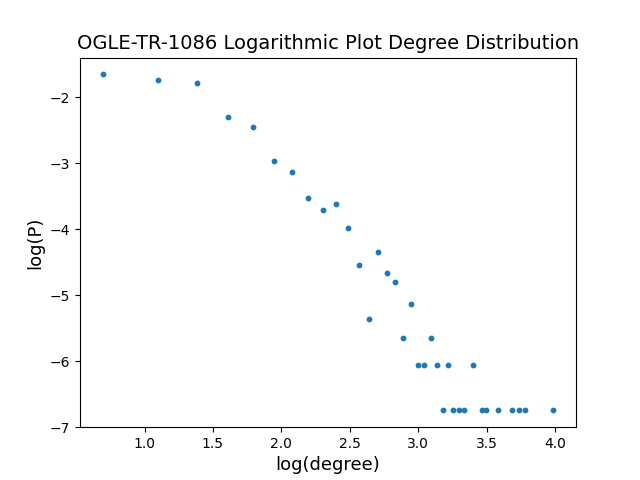 OGLE-TR-1086 Logarithmic Plot Degree Distribution
−2
−3
−4
−5
−6
−7
log(P)
1.0 1.5 2.0 2.5 3.0 3.5 4.0
log(degree)